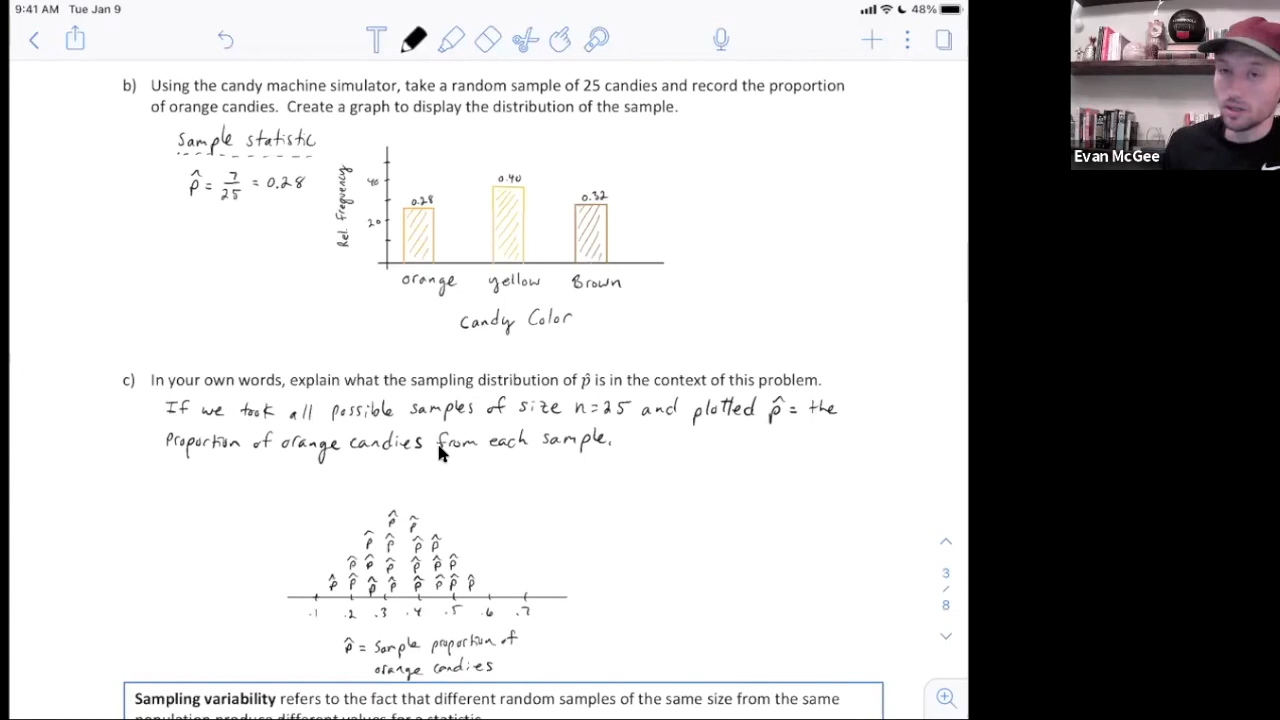 9:41 AM Tue Jan 9
48%
T
Evan McGee
b) Using the candy machine simulator, take a random sample of 25 candies and record the proportion
of orange candies. Create a graph to display the distribution of the sample.
Sample statistic
p̂ = 7/25 = 0.28
Rel. Frequency
40
20
0.28
0.40
0.32
orange yellow Brown
Candy Color
c) In your own words, explain what the sampling distribution of p̂ is in the context of this problem.
If we took all possible samples of size n=25 and plotted p̂ = the
proportion of orange candies from each sample.
p̂ p̂
p̂ p̂ p̂ p̂
p̂ p̂ p̂ p̂ p̂ p̂
p̂ p̂ p̂ p̂ p̂ p̂ p̂ p̂
.1 .2 .3 .4 .5 .6 .7
p̂ = sample proportion of
orange candies
3
/
8
Sampling variability refers to the fact that different random samples of the same size from the same
population produce different values for a statistic.